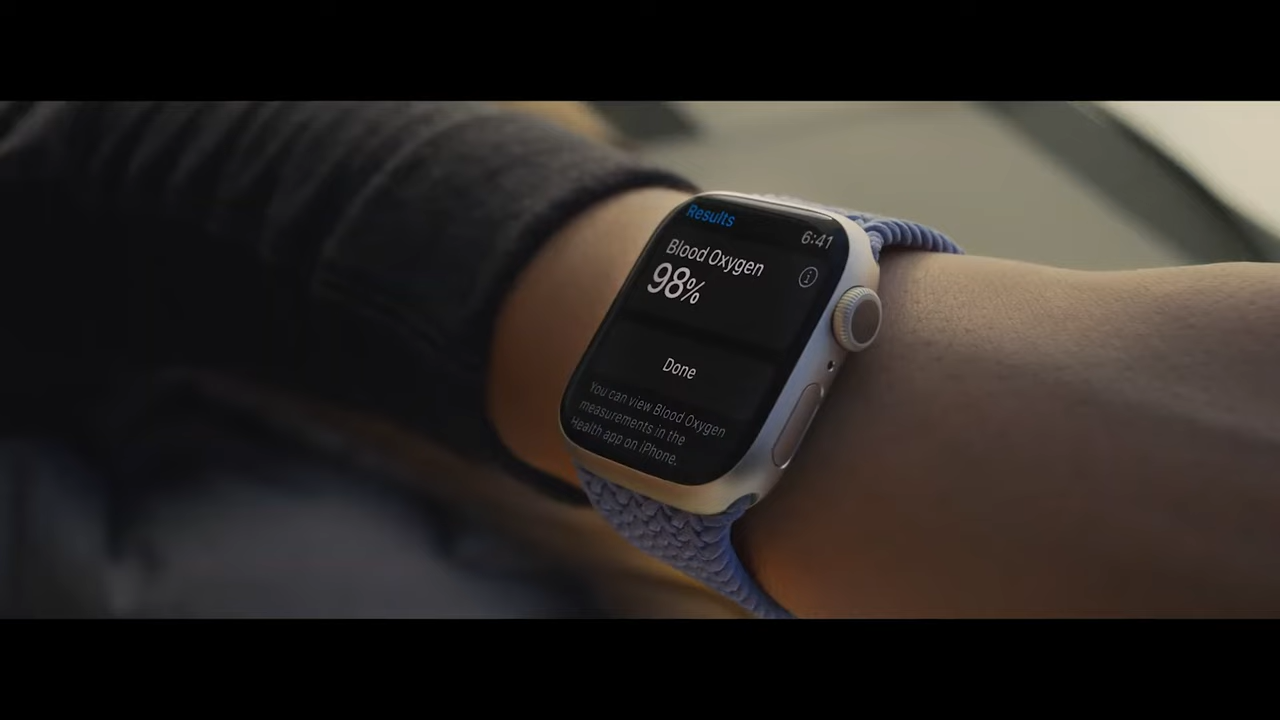 Results
6:41
Blood Oxygen
98%
Done
You can view Blood Oxygen
measurements in the
Health app on iPhone.